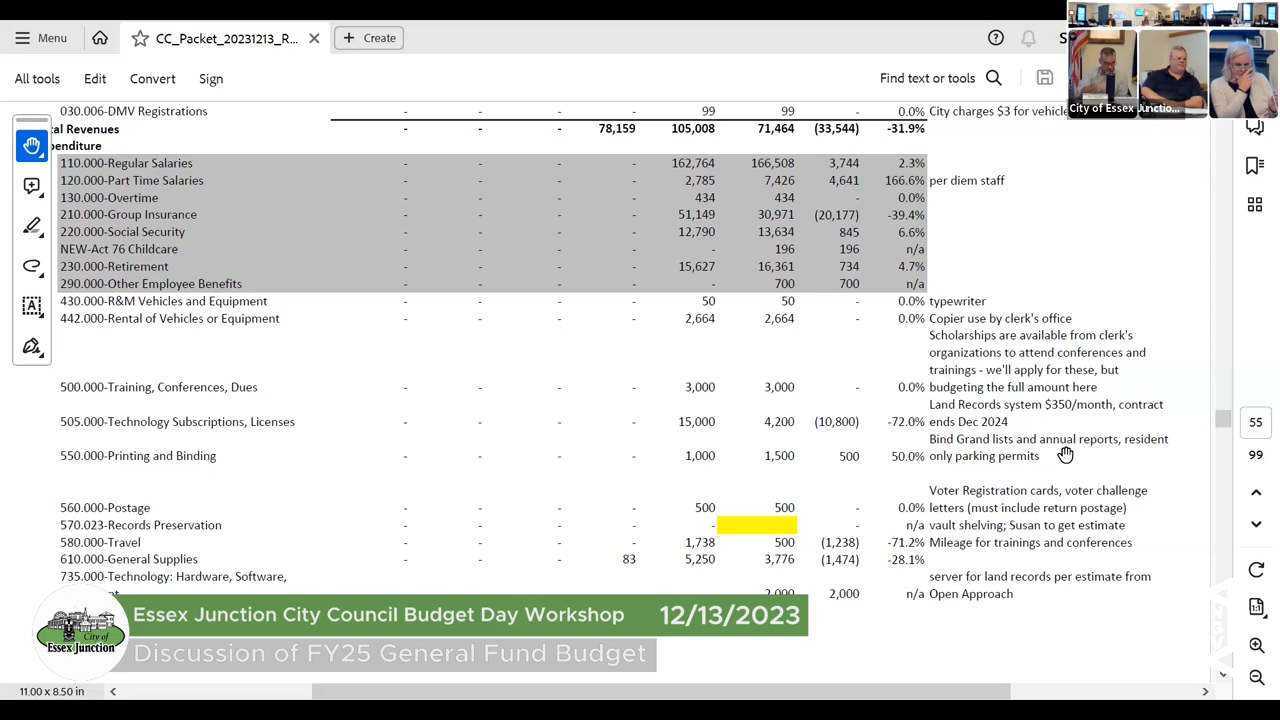 Menu
CC_Packet_20231213_R...
Create
All tools
Edit
Convert
Sign
Find text or tools
City of Essex Junctio...
030.006-DMV Registrations - - - - 99 99 - 0.0% City charges $3 for vehicle
al Revenues - - - 78,159 105,008 71,464 (33,544) -31.9%
penditure
110.000-Regular Salaries - - - - 162,764 166,508 3,744 2.3%
120.000-Part Time Salaries - - - - 2,785 7,426 4,641 166.6% per diem staff
130.000-Overtime - - - - 434 434 - 0.0%
210.000-Group Insurance - - - - 51,149 30,971 (20,177) -39.4%
220.000-Social Security - - - - 12,790 13,634 845 6.6%
NEW-Act 76 Childcare - - - - - 196 196 n/a
230.000-Retirement - - - - 15,627 16,361 734 4.7%
290.000-Other Employee Benefits - - - - - 700 700 n/a
430.000-R&M Vehicles and Equipment - - - - 50 50 - 0.0% typewriter
442.000-Rental of Vehicles or Equipment - - - - 2,664 2,664 - 0.0% Copier use by clerk's office
Scholarships are available from clerk's
organizations to attend conferences and
trainings - we'll apply for these, but
500.000-Training, Conferences, Dues - - - - 3,000 3,000 - 0.0% budgeting the full amount here
Land Records system $350/month, contract
505.000-Technology Subscriptions, Licenses - - - - 15,000 4,200 (10,800) -72.0% ends Dec 2024
Bind Grand lists and annual reports, resident
550.000-Printing and Binding - - - - 1,000 1,500 500 50.0% only parking permits
Voter Registration cards, voter challenge
560.000-Postage - - - - 500 500 - 0.0% letters (must include return postage)
570.023-Records Preservation - - - - - - n/a vault shelving; Susan to get estimate
580.000-Travel - - - - 1,738 500 (1,238) -71.2% Mileage for trainings and conferences
610.000-General Supplies - - - 83 5,250 3,776 (1,474) -28.1%
735.000-Technology: Hardware, Software, server for land records per estimate from
2,000 2,000 n/a Open Approach
55
99
Essex Junction City Council Budget Day Workshop 12/13/2023
Discussion of FY25 General Fund Budget
City of
Essex Junction
11.00 x 8.50 in